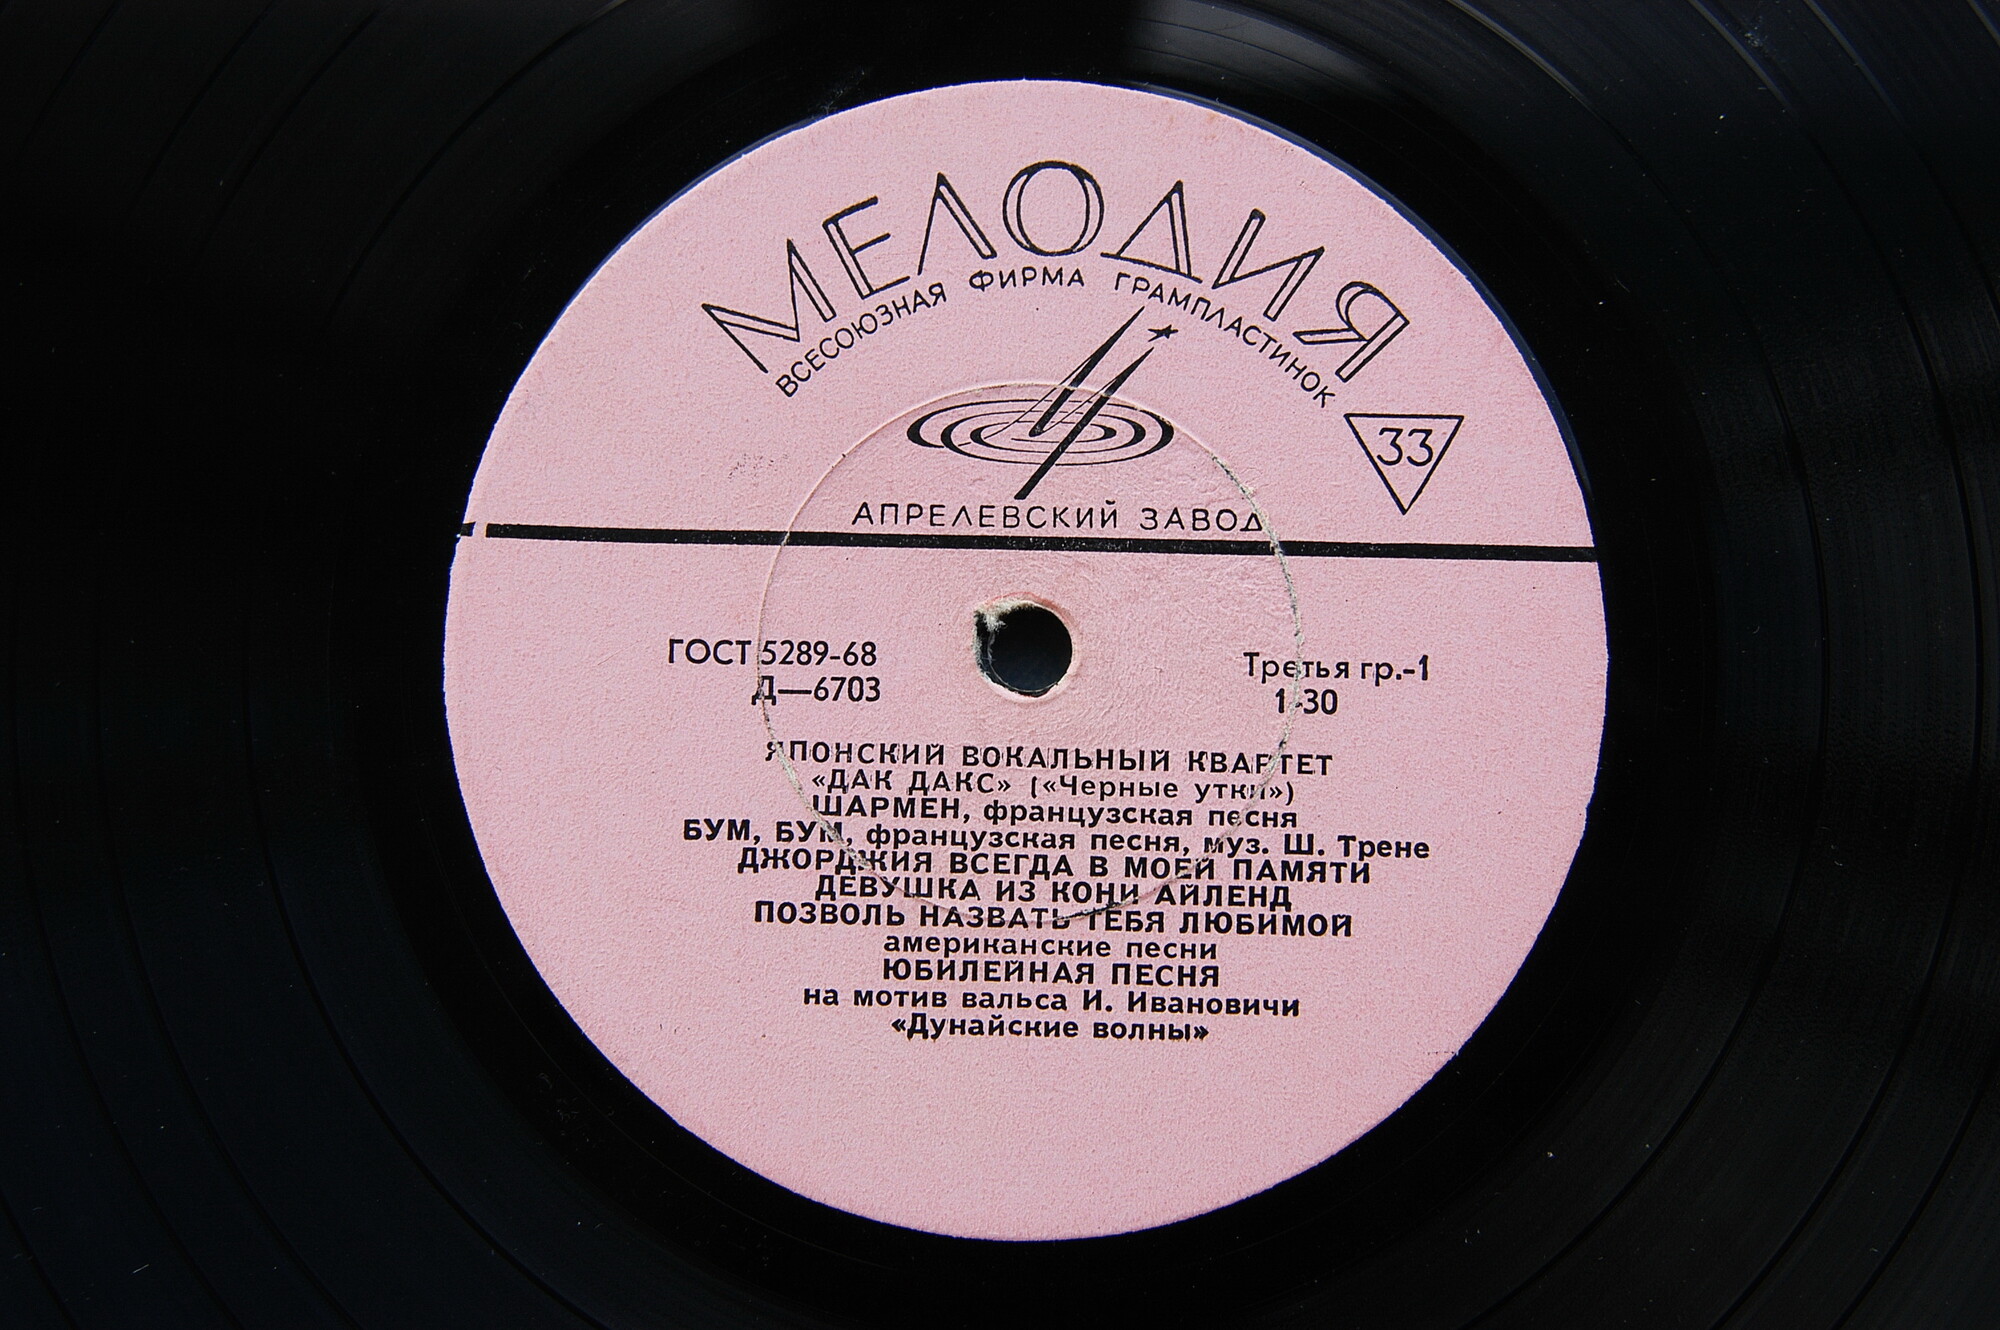 МЕЛОДИЯ
ВСЕСОЮЗНАЯ ФИРМА ГРАМПЛАСТИНОК
33
АПРЕЛЕВСКИЙ ЗАВОД
ГОСТ 5289-68
Д—6703
Третья гр.-1
1-30
ЯПОНСКИЙ ВОКАЛЬНЫЙ КВАРТЕТ
«ДАК ДАКС» («Черные утки»)
ШАРМЕН, французская песня
БУМ, БУМ, французская песня, муз. Ш. Трене
ДЖОРДЖИЯ ВСЕГДА В МОЕЙ ПАМЯТИ
ДЕВУШКА ИЗ КОНИ АЙЛЕНД
ПОЗВОЛЬ НАЗВАТЬ ТЕБЯ ЛЮБИМОЙ
американские песни
ЮБИЛЕЙНАЯ ПЕСНЯ
на мотив вальса И. Ивановичи
«Дунайские волны»